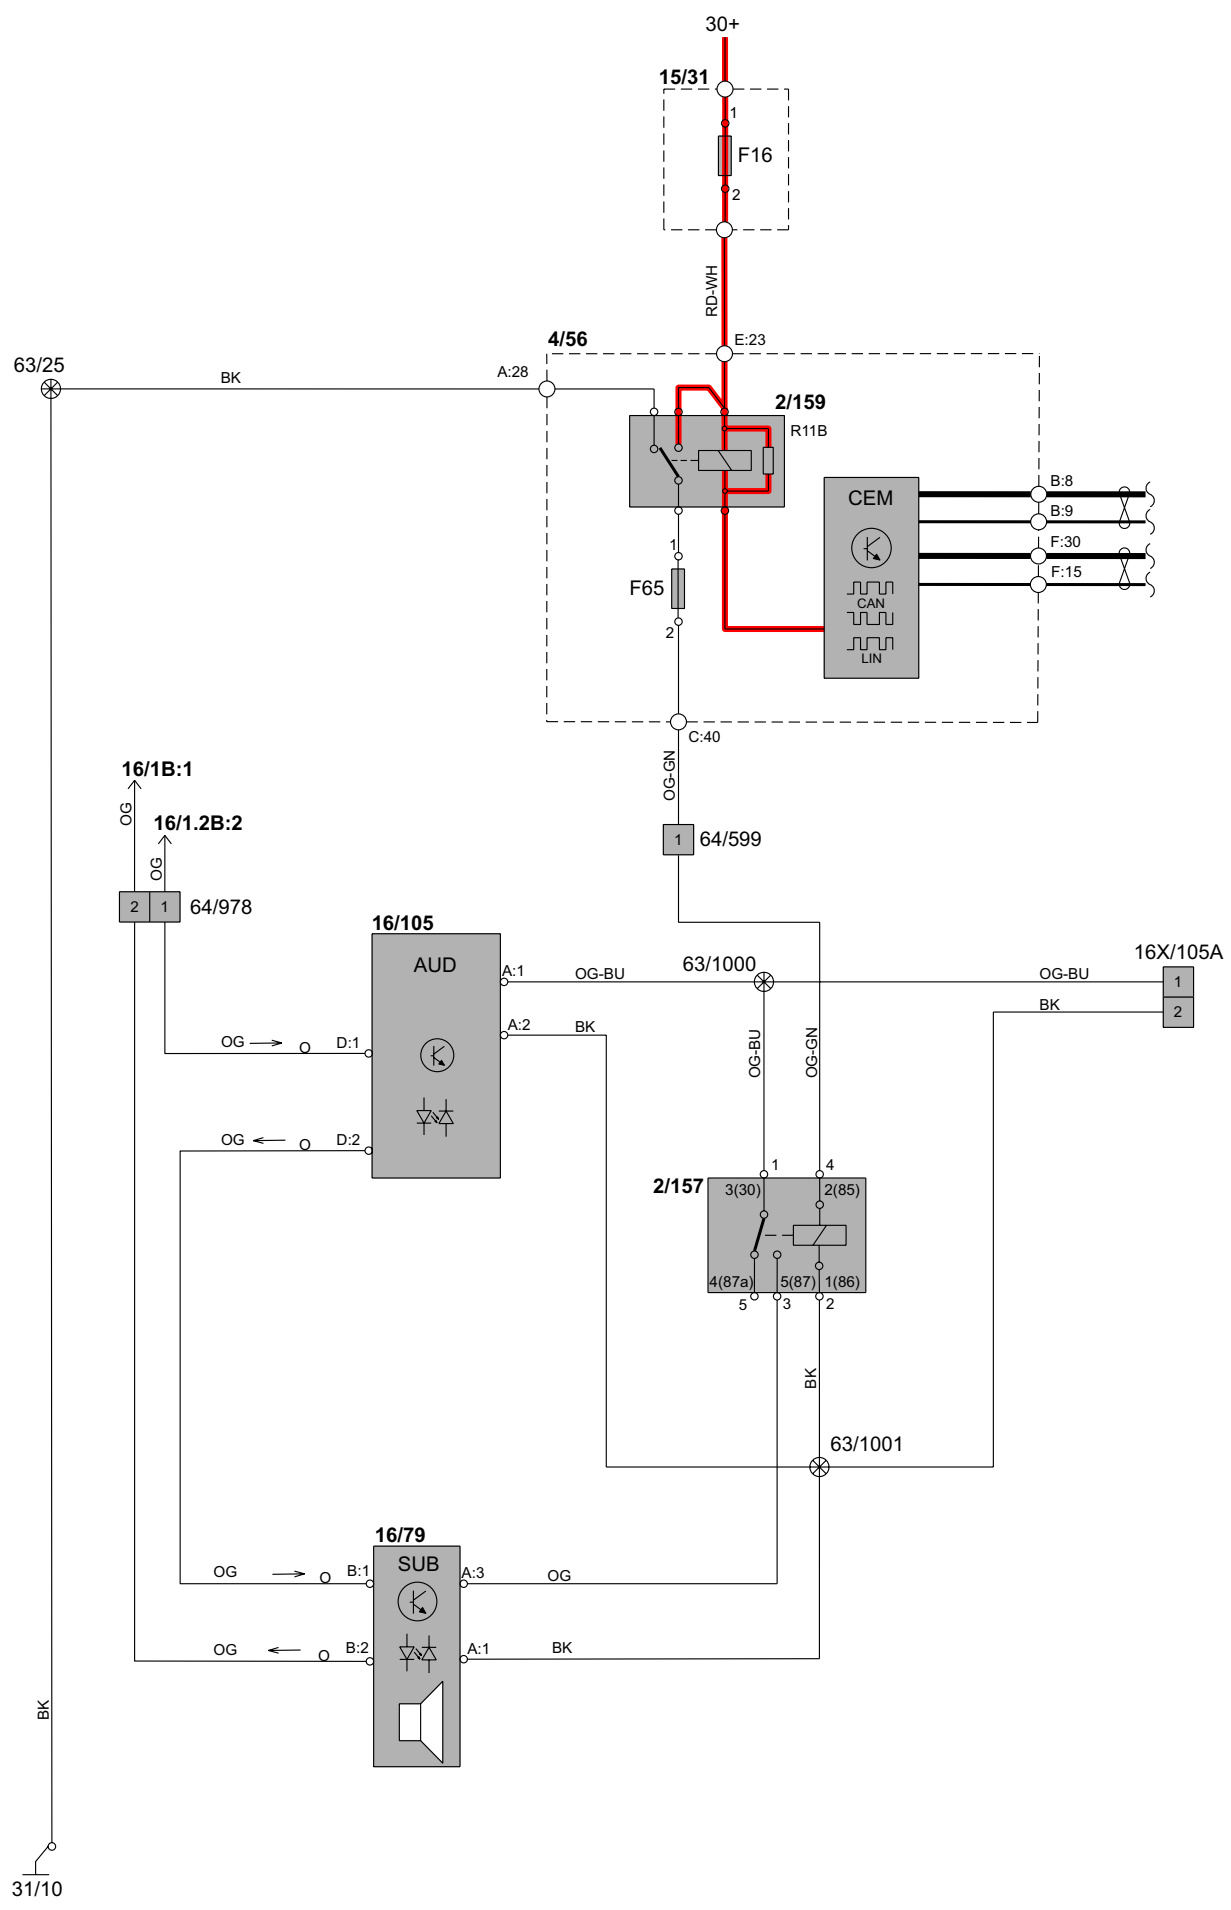 30+
15/31
1
F16
2
RD-WH
4/56
E:23
63/25
BK
A:28
2/159
R11B
CEM
B:8
B:9
F:30
F:15
CAN
LIN
1
F65
2
C:40
OG-GN
16/1B:1
OG
16/1.2B:2
OG
1
64/599
2
1
64/978
16/105
AUD
A:1
OG-BU
63/1000
OG-BU
16X/105A
1
2
BK
A:2
BK
OG
O
D:1
OG-BU
OG-GN
OG
O
D:2
1
4
2/157
3(30)
2(85)
4(87a)
5(87)
1(86)
5
3
2
BK
63/1001
16/79
SUB
OG
O
B:1
A:3
OG
OG
O
B:2
A:1
BK
BK
31/10